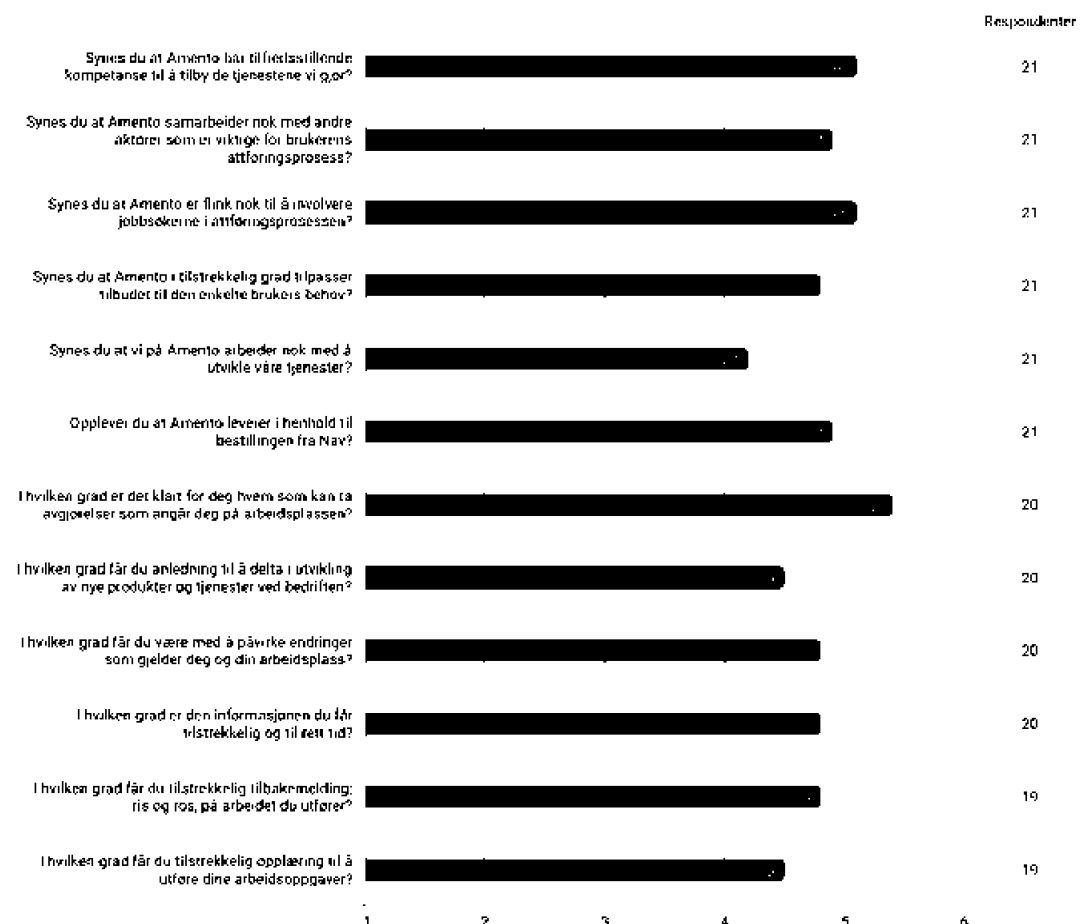 Respondenter
Synes du at Amento har tilfredsstillende
kompetanse til å tilby de tjenestene vi gjør?
21
Synes du at Amento samarbeider nok med andre
aktører som er viktige for brukerens
attføringsprosess?
21
Synes du at Amento er flink nok til å involvere
jobbsøkerne i attføringsprosessen?
21
Synes du at Amento i tilstrekkelig grad tilpasser
tilbudet til den enkelte brukers behov?
21
Synes du at vi på Amento arbeider nok med å
utvikle våre tjenester?
21
Opplever du at Amento leverer i henhold til
bestillingen fra Nav?
21
I hvilken grad er det klart for deg hvem som kan ta
avgjørelser som angår deg på arbeidsplassen?
20
I hvilken grad får du anledning til å delta i utvikling
av nye produkter og tjenester ved bedriften?
20
I hvilken grad får du være med å påvirke endringer
som gjelder deg og din arbeidsplass?
20
I hvilken grad er den informasjonen du får
tilstrekkelig og til rett tid?
20
I hvilken grad får du tilstrekkelig tilbakemelding;
ris og ros, på arbeidet du utfører?
19
I hvilken grad får du tilstrekkelig opplæring til å
utføre dine arbeidsoppgaver?
19
1 2 3 4 5 6